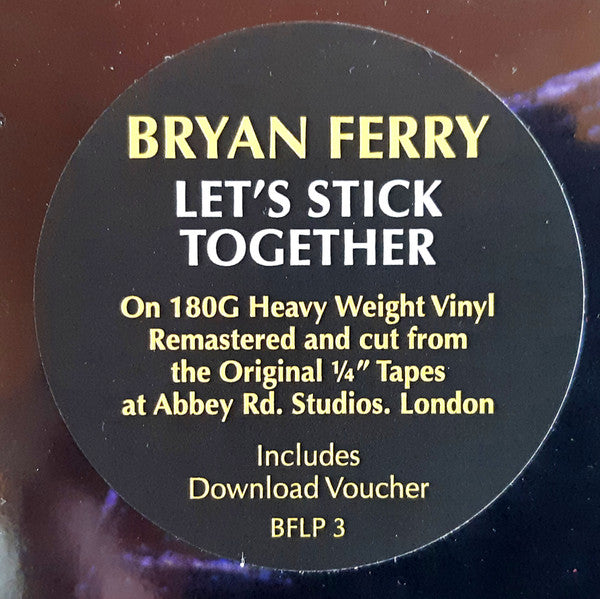 BRYAN FERRY
LET'S STICK
TOGETHER
On 180G Heavy Weight Vinyl
Remastered and cut from
the Original ¼" Tapes
at Abbey Rd. Studios. London
Includes
Download Voucher
BFLP 3